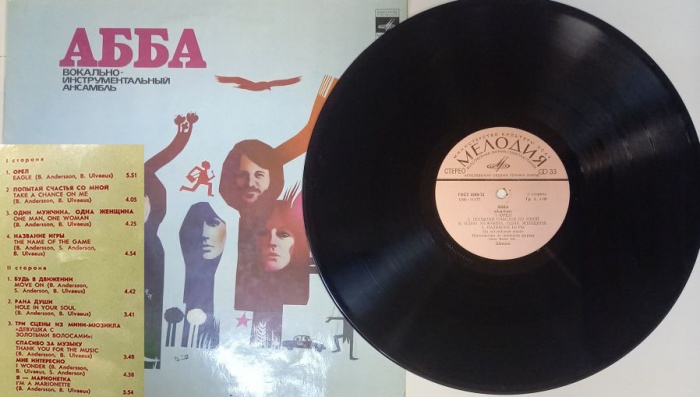 АББА
ВОКАЛЬНО-
ИНСТРУМЕНТАЛЬНЫЙ
АНСАМБЛЬ
I сторона
1. ОРЕЛ
EAGLE (B. Andersson, B. Ulvaeus) 5.51
2. ПОПЫТАЙ СЧАСТЬЯ СО МНОЙ
TAKE A CHANCE ON ME
(B. Andersson, B. Ulvaeus) 4.05
3. ОДИН МУЖЧИНА, ОДНА ЖЕНЩИНА
ONE MAN, ONE WOMAN
(B. Andersson, B. Ulvaeus) 4.25
4. НАЗВАНИЕ ИГРЫ
THE NAME OF THE GAME
(B. Andersson, S. Anderson,
B. Ulvaeus) 4.54
II сторона
1. БУДЬ В ДВИЖЕНИИ
MOVE ON (B. Andersson,
S. Anderson, B. Ulvaeus) 4.42
2. РАНА ДУШИ
HOLE IN YOUR SOUL
(B. Andersson, B. Ulvaeus) 3.41
3. ТРИ СЦЕНЫ ИЗ МИНИ-МЮЗИКЛА
«ДЕВУШКА С
ЗОЛОТЫМИ ВОЛОСАМИ»:
СПАСИБО ЗА МУЗЫКУ
THANK YOU FOR THE MUSIC
(B. Andersson, B. Ulvaeus) 3.48
МНЕ ИНТЕРЕСНО
I WONDER (B. Andersson,
B. Ulvaeus, S. Anderson) 4.38
Я — МАРИОНЕТКА
I'M A MARIONETTE
(B. Andersson, B. Ulvaeus) 3.54
МИНИСТЕРСТВО КУЛЬТУРЫ СССР
МЕЛОДИЯ
СТЕРЕО 33
АББА
1. ОРЕЛ
2. ПОПЫТАЙ СЧАСТЬЯ СО МНОЙ
3. ОДИН МУЖЧИНА, ОДНА ЖЕНЩИНА
4. НАЗВАНИЕ ИГРЫ